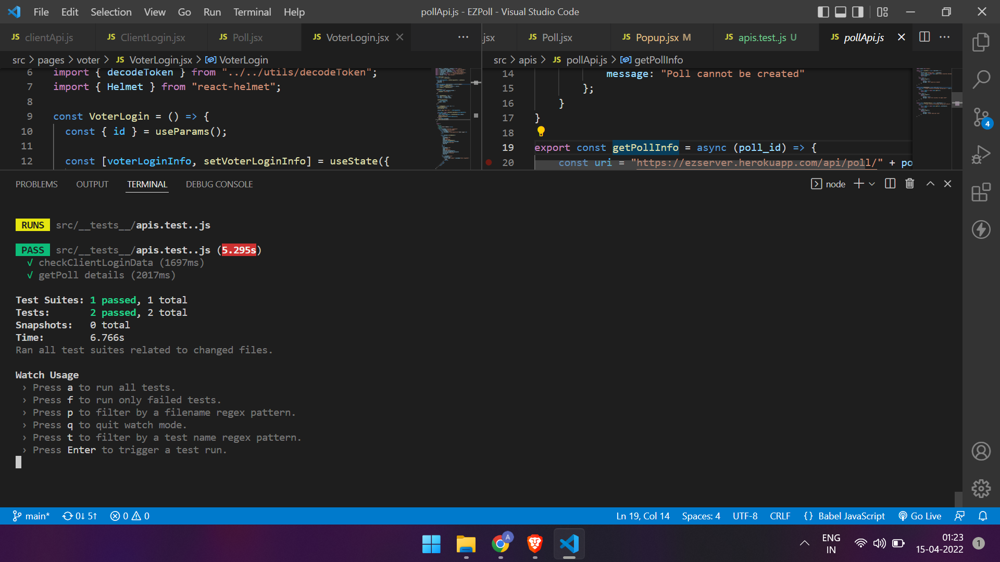 File Edit Selection View Go Run Terminal Help
pollApi.js - EZPoll - Visual Studio Code
JS clientApi.js JS ClientLogin.jsx JS Poll.jsx JS VoterLogin.jsx
.jsx JS Poll.jsx JS Popup.jsx M JS apis.test..js U JS pollApi.js
src > pages > voter > JS VoterLogin.jsx > VoterLogin
6 import { decodeToken } from "../../utils/decodeToken";
7 import { Helmet } from "react-helmet";
8
9 const VoterLogin = () => {
10 const { id } = useParams();
11
12 const [voterLoginInfo, setVoterLoginInfo] = useState({
src > apis > JS pollApi.js > getPollInfo
14 message: "Poll cannot be created"
15 };
16 }
17 }
18
19 export const getPollInfo = async (poll_id) => {
20 const uri = "https://ezserver.herokuapp.com/api/poll/" + po
4
PROBLEMS OUTPUT TERMINAL DEBUG CONSOLE
node
RUNS src/__tests__/apis.test..js
PASS src/__tests__/apis.test..js (5.295s)
√ checkClientLoginData (1697ms)
√ getPoll details (2017ms)
Test Suites: 1 passed, 1 total
Tests: 2 passed, 2 total
Snapshots: 0 total
Time: 6.766s
Ran all test suites related to changed files.
Watch Usage
› Press a to run all tests.
› Press f to run only failed tests.
› Press p to filter by a filename regex pattern.
› Press q to quit watch mode.
› Press t to filter by a test name regex pattern.
› Press Enter to trigger a test run.
main* 0↓ 5↑ 0 0
Ln 19, Col 14 Spaces: 4 UTF-8 CRLF {} Babel JavaScript Go Live
A
ENG
IN
01:23
15-04-2022
1